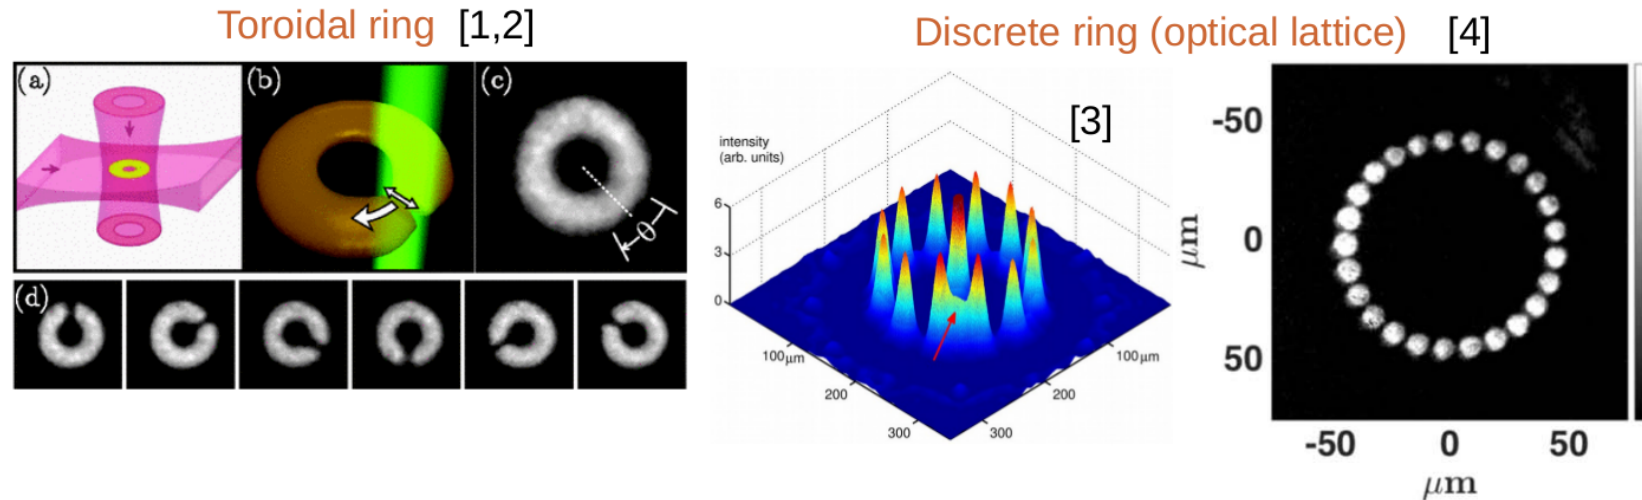 Toroidal ring [1,2]
Discrete ring (optical lattice) [4]
(a)
(b)
(c)
θ
(d)
[3]
intensity
(arb. units)
6
3
0
100μm
200
300
100μm
200
300
-50
0
50
μm
-50 0 50
μm